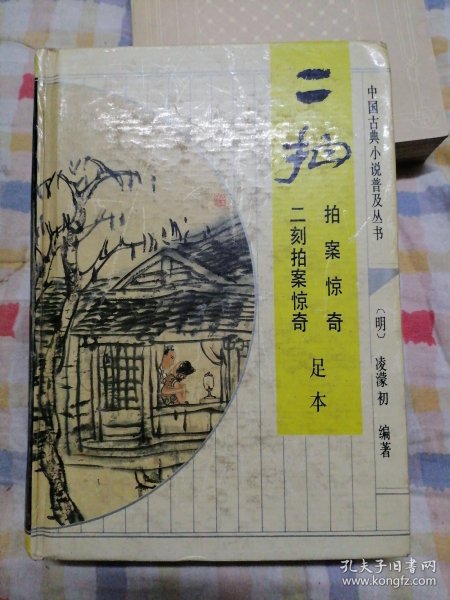 中国古典小说普及丛书
二拍
拍案惊奇
二刻拍案惊奇
足本
〔明〕凌濛初 编著
孔夫子旧书网
www.kongfz.com